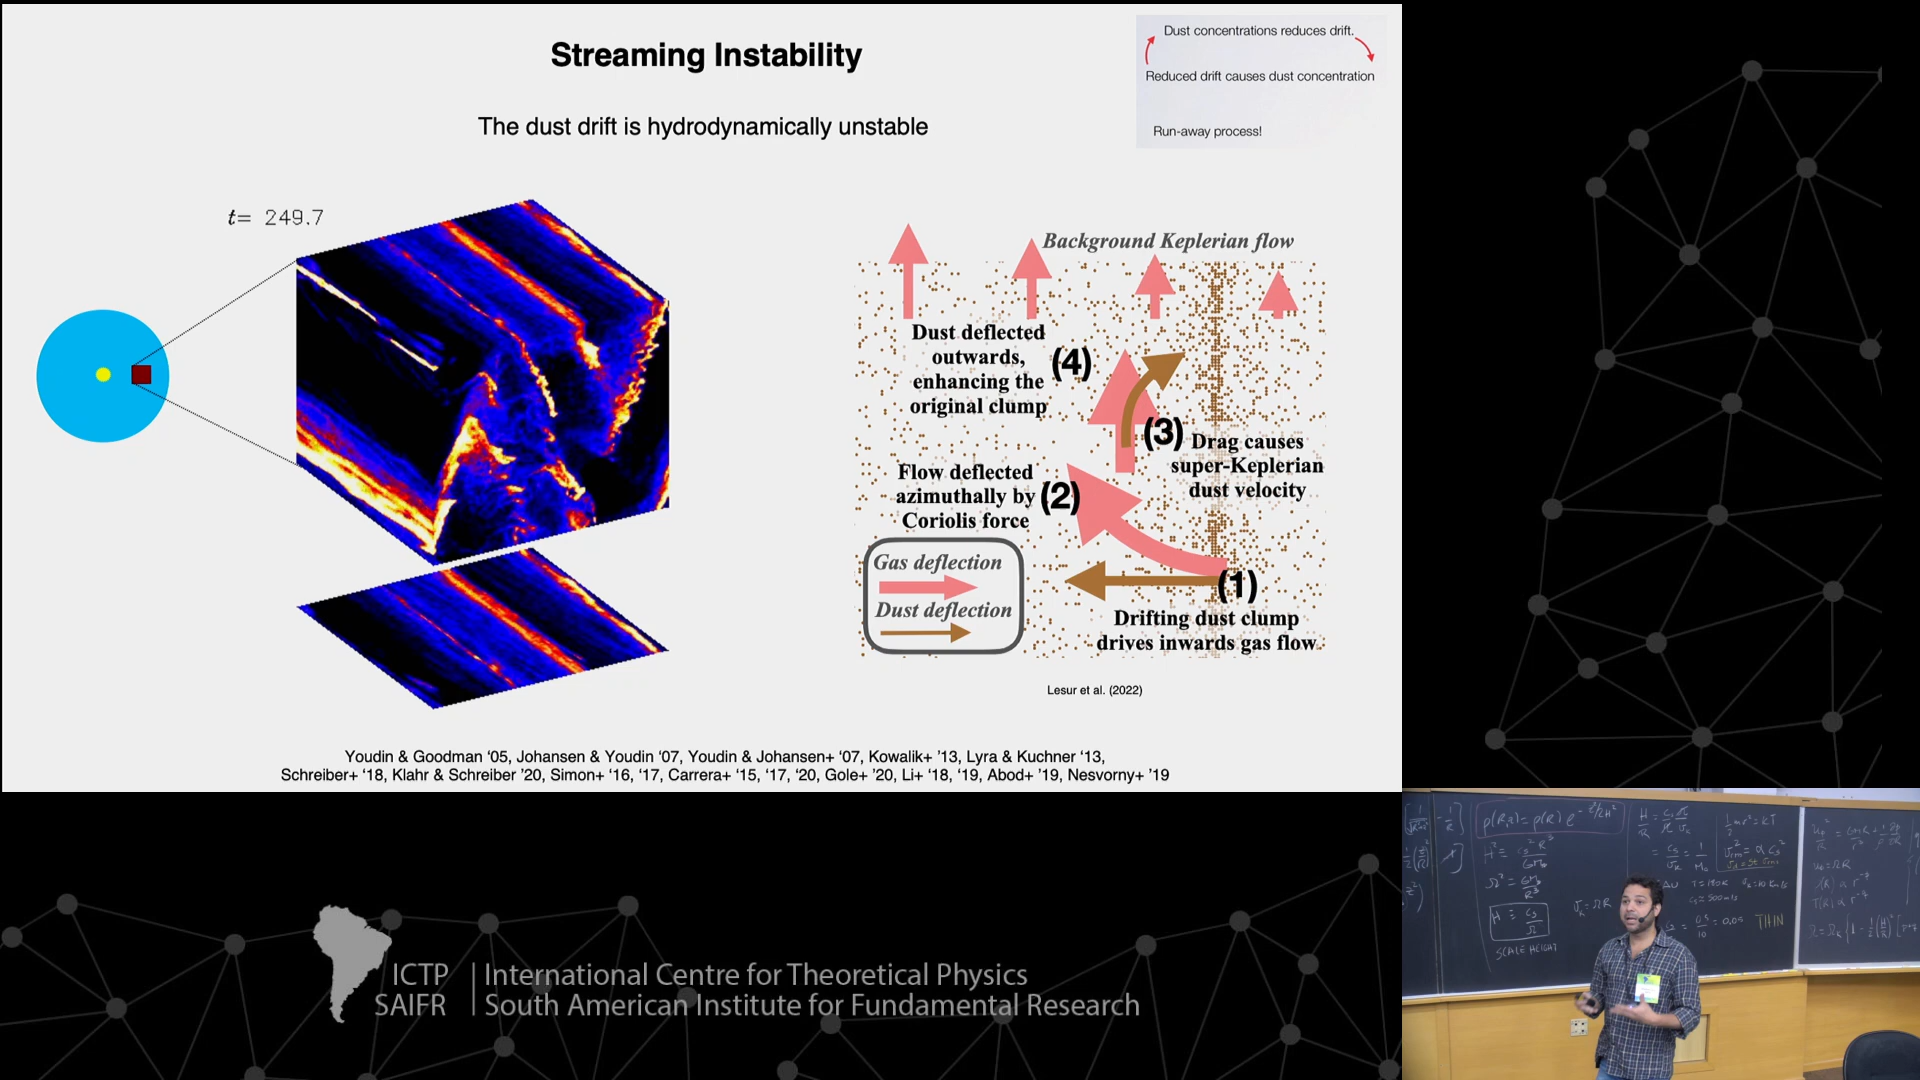 Streaming Instability
The dust drift is hydrodynamically unstable
Dust concentrations reduces drift.
Reduced drift causes dust concentration
Run-away process!
t= 249.7
Background Keplerian flow
Dust deflected
outwards,
enhancing the
original clump
(4)
(3)
Drag causes
super-Keplerian
dust velocity
Flow deflected
azimuthally by
Coriolis force
(2)
Gas deflection
Dust deflection
(1)
Drifting dust clump
drives inwards gas flow.
Lesur et al. (2022)
Youdin & Goodman ‘05, Johansen & Youdin ‘07, Youdin & Johansen+ ‘07, Kowalik+ ’13, Lyra & Kuchner ‘13,
Schreiber+ ‘18, Klahr & Schreiber ’20, Simon+ ‘16, ‘17, Carrera+ ‘15, ‘17, ‘20, Gole+ ’20, Li+ ‘18, ‘19, Abod+ ’19, Nesvorny+ ’19
ICTP
SAIFR
International Centre for Theoretical Physics
South American Institute for Fundamental Research
SCALE HEIGHT
THIN